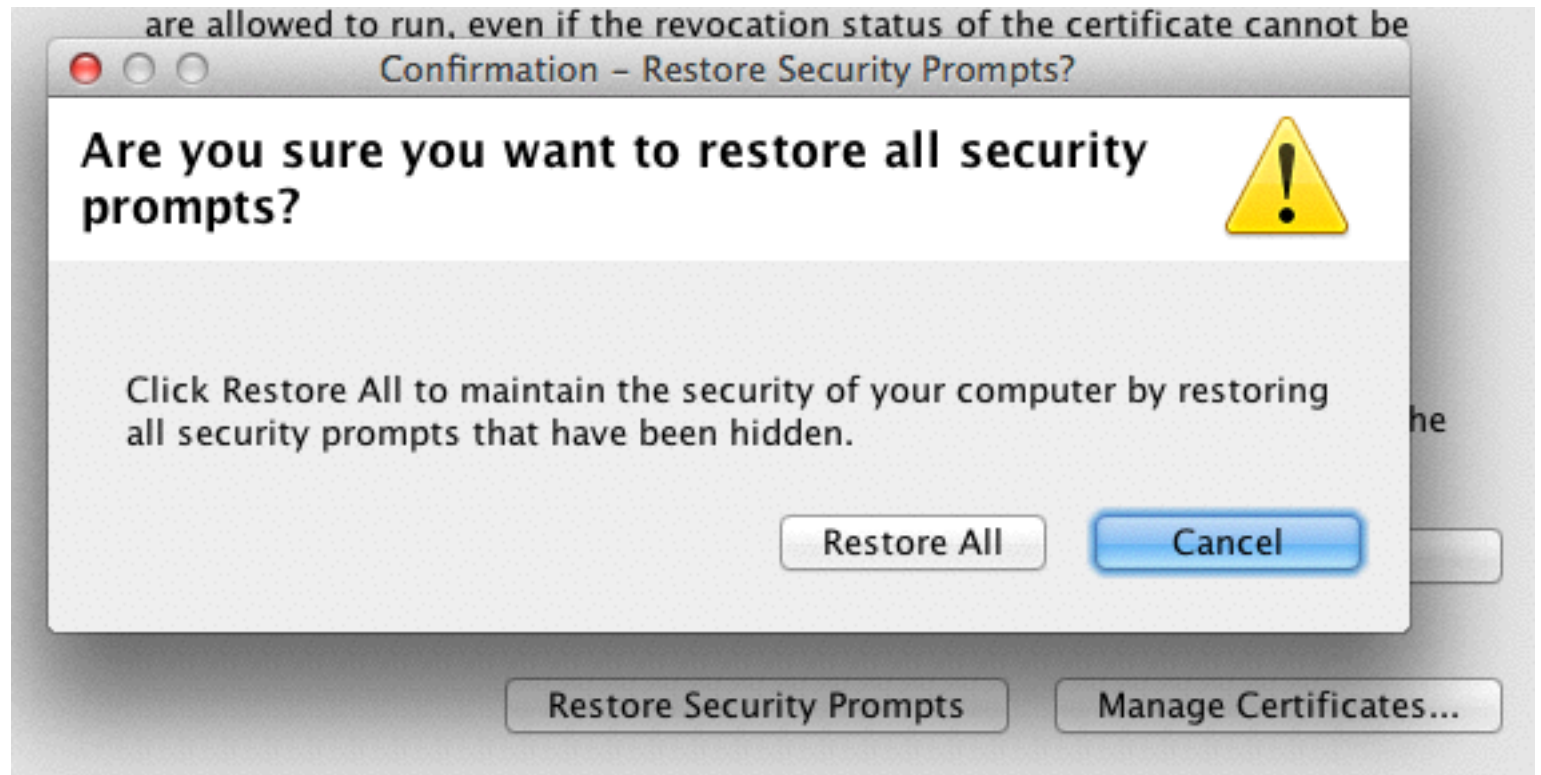 are allowed to run, even if the revocation status of the certificate cannot be
Confirmation – Restore Security Prompts?
Are you sure you want to restore all security
prompts?
Click Restore All to maintain the security of your computer by restoring
all security prompts that have been hidden.
he
Restore All
Cancel
Restore Security Prompts
Manage Certificates...